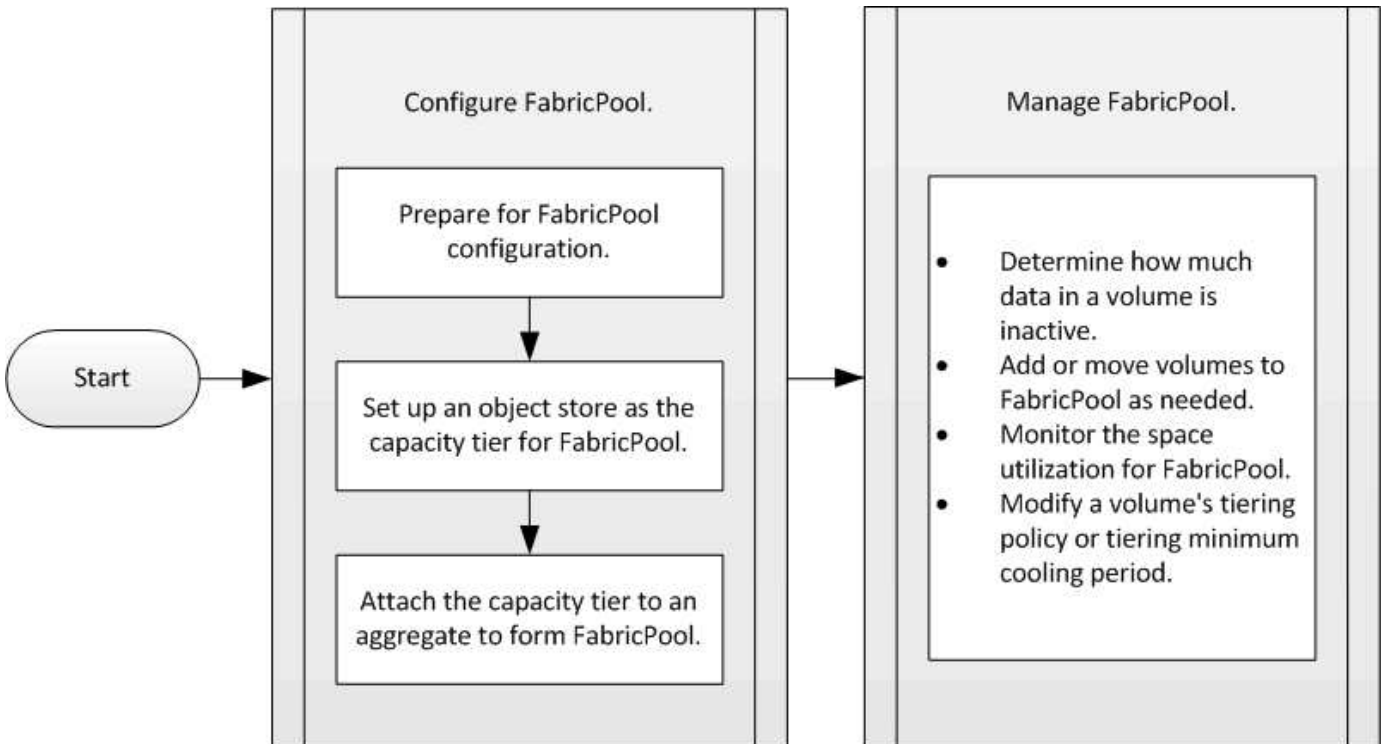 Start
Configure FabricPool.
Prepare for FabricPool
configuration.
Set up an object store as the
capacity tier for FabricPool.
Attach the capacity tier to an
aggregate to form FabricPool.
Manage FabricPool.
• Determine how much
data in a volume is
inactive.
• Add or move volumes to
FabricPool as needed.
• Monitor the space
utilization for FabricPool.
• Modify a volume's tiering
policy or tiering minimum
cooling period.